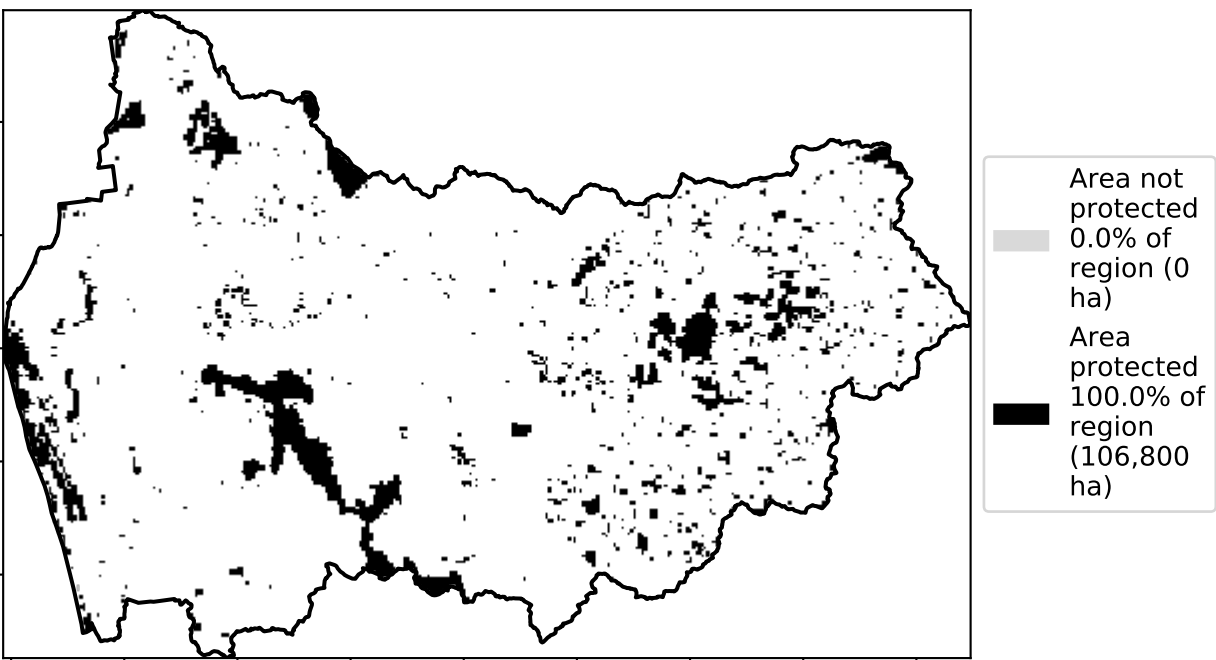 Area not
protected
0.0% of
region (0
ha)
Area
protected
100.0% of
region
(106,800
ha)